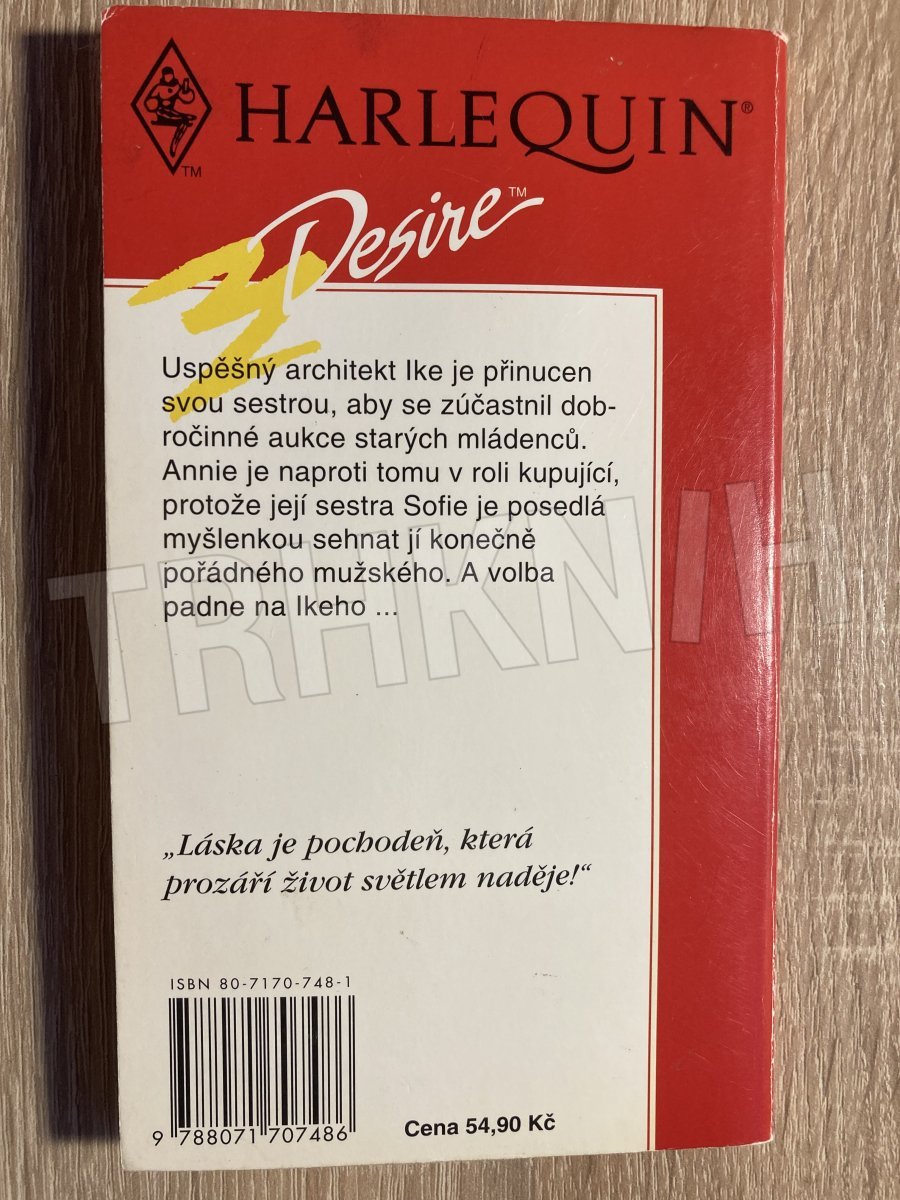 HARLEQUIN®
TM
Desire™
Uspěšný architekt Ike je přinucen
svou sestrou, aby se zúčastnil dob-
ročinné aukce starých mládenců.
Annie je naproti tomu v roli kupující,
protože její sestra Sofie je posedlá
myšlenkou sehnat jí konečně
pořádného mužského. A volba
padne na Ikeho ...
TRHKNIH
„Láska je pochodeň, která
prozáří život světlem naděje!“
ISBN 80-7170-748-1
9 788071 707486
Cena 54,90 Kč